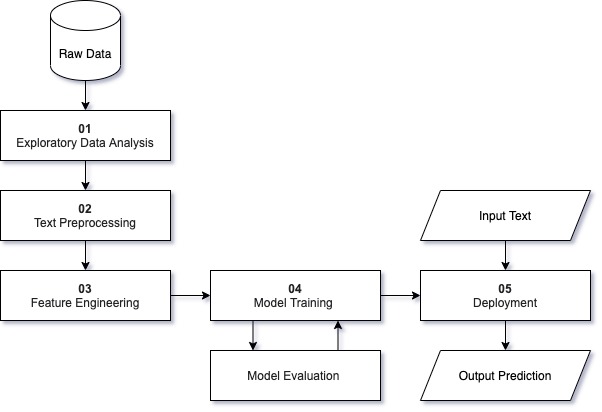 Raw Data
01
Exploratory Data Analysis
02
Text Preprocessing
Input Text
03
Feature Engineering
04
Model Training
05
Deployment
Model Evaluation
Output Prediction